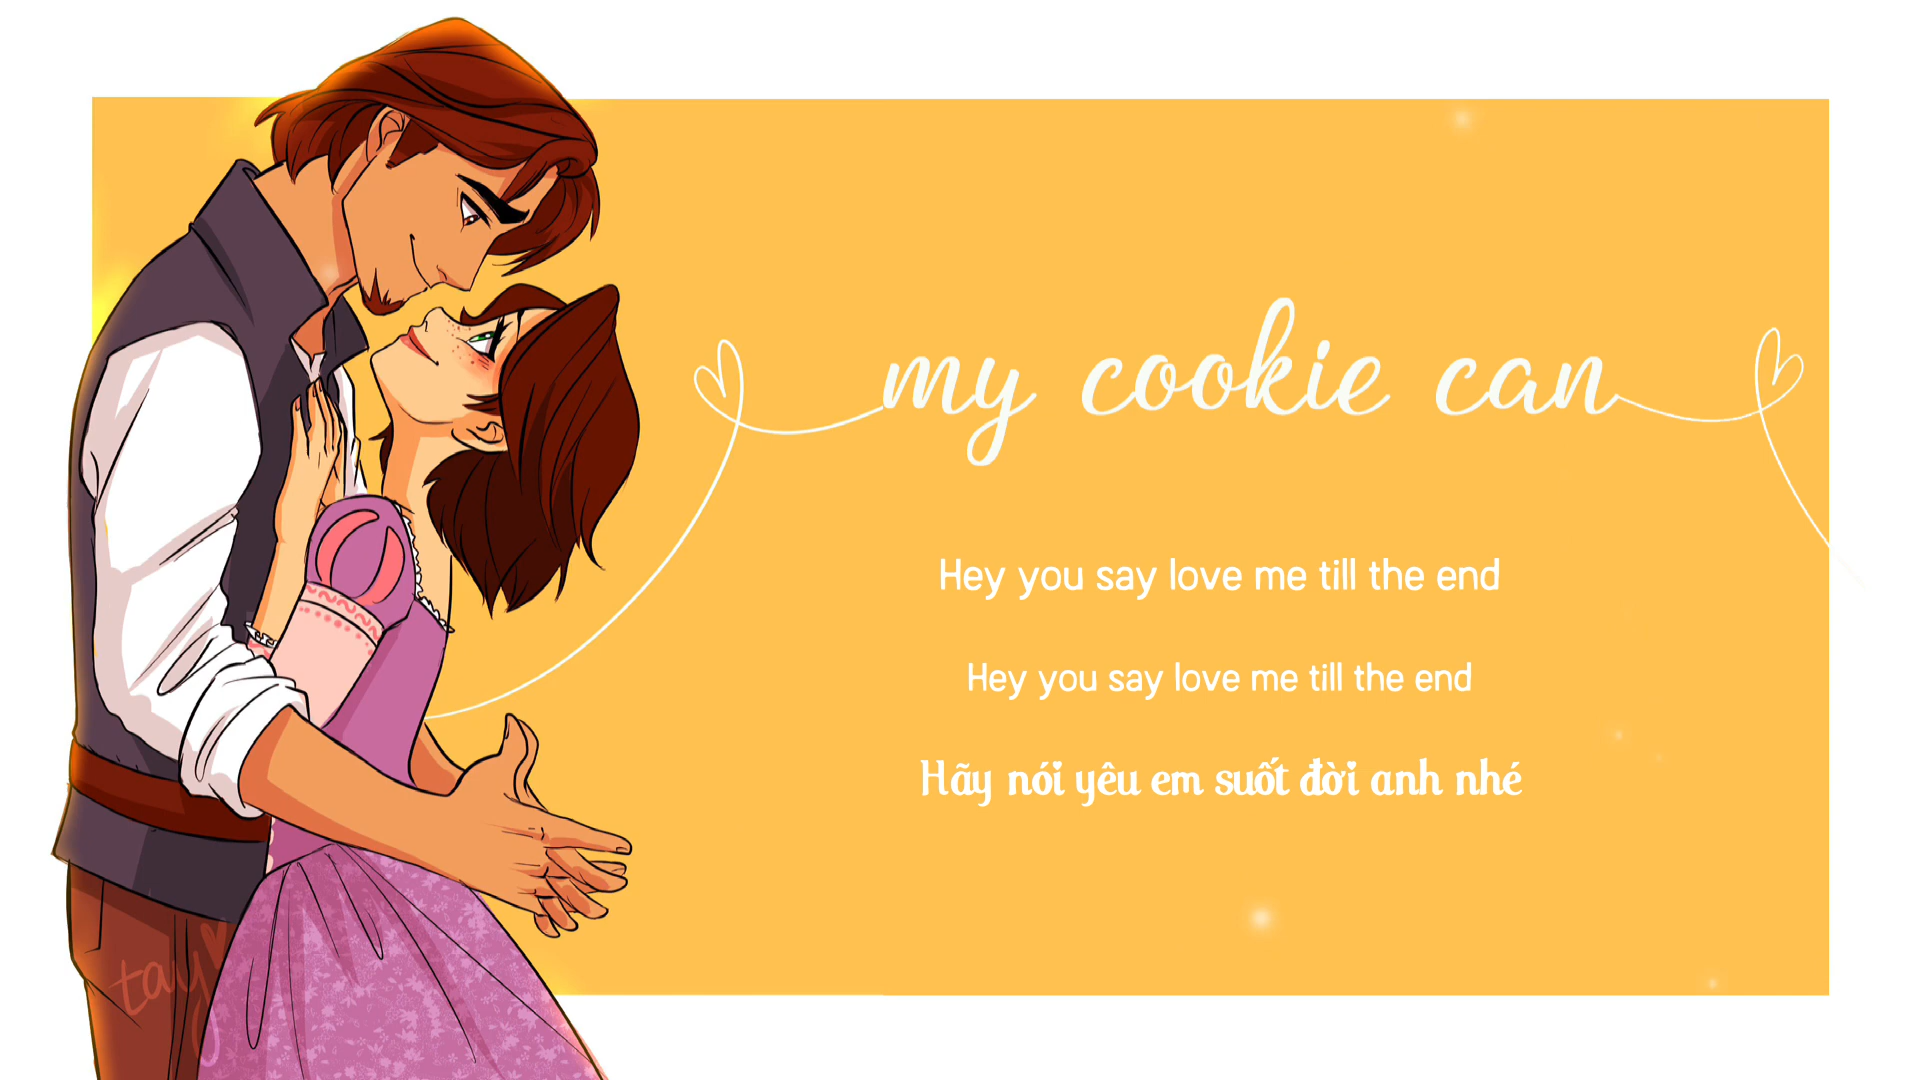 my cookie can
Hey you say love me till the end
Hey you say love me till the end
Hãy nói yêu em suốt đời anh nhé
tay